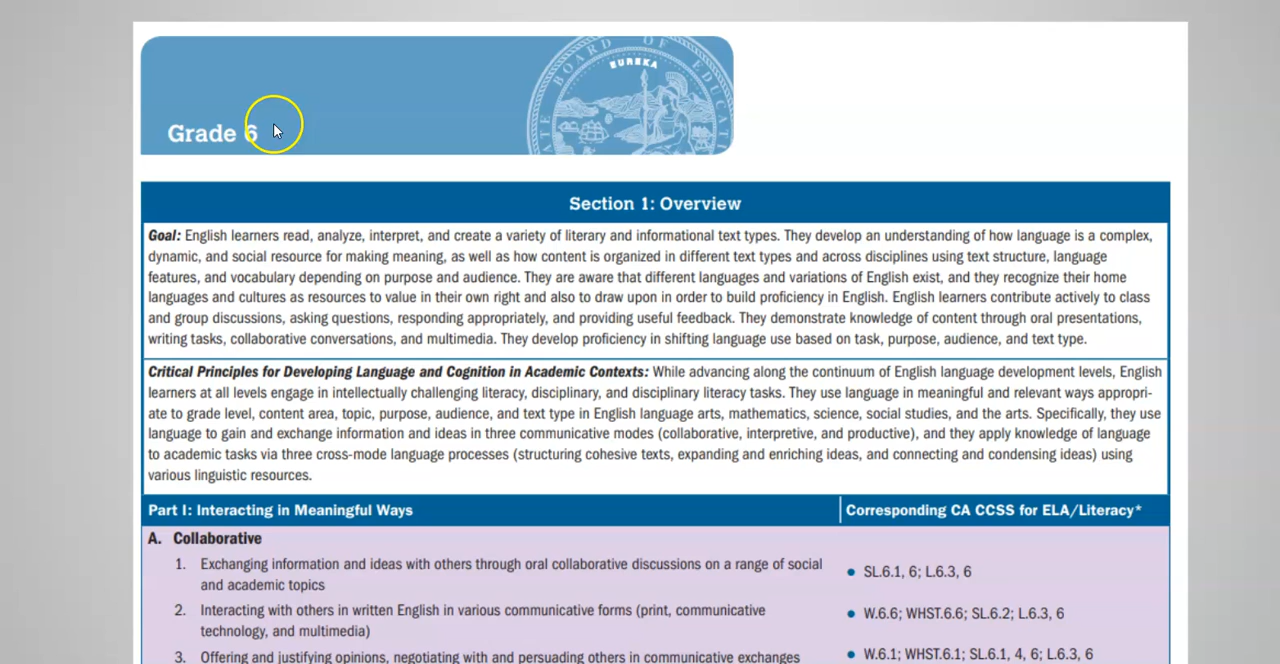 BOARD OF EDUCAT
EUREKA
Grade 6
Section 1: Overview
Goal: English learners read, analyze, interpret, and create a variety of literary and informational text types. They develop an understanding of how language is a complex,
dynamic, and social resource for making meaning, as well as how content is organized in different text types and across disciplines using text structure, language
features, and vocabulary depending on purpose and audience. They are aware that different languages and variations of English exist, and they recognize their home
languages and cultures as resources to value in their own right and also to draw upon in order to build proficiency in English. English learners contribute actively to class
and group discussions, asking questions, responding appropriately, and providing useful feedback. They demonstrate knowledge of content through oral presentations,
writing tasks, collaborative conversations, and multimedia. They develop proficiency in shifting language use based on task, purpose, audience, and text type.
Critical Principles for Developing Language and Cognition in Academic Contexts: While advancing along the continuum of English language development levels, English
learners at all levels engage in intellectually challenging literacy, disciplinary, and disciplinary literacy tasks. They use language in meaningful and relevant ways appropri-
ate to grade level, content area, topic, purpose, audience, and text type in English language arts, mathematics, science, social studies, and the arts. Specifically, they use
language to gain and exchange information and ideas in three communicative modes (collaborative, interpretive, and productive), and they apply knowledge of language
to academic tasks via three cross-mode language processes (structuring cohesive texts, expanding and enriching ideas, and connecting and condensing ideas) using
various linguistic resources.
Part I: Interacting in Meaningful Ways
Corresponding CA CCSS for ELA/Literacy*
A. Collaborative
1. Exchanging information and ideas with others through oral collaborative discussions on a range of social
and academic topics
• SL.6.1, 6; L.6.3, 6
2. Interacting with others in written English in various communicative forms (print, communicative
technology, and multimedia)
• W.6.6; WHST.6.6; SL.6.2; L.6.3, 6
3. Offering and justifying opinions, negotiating with and persuading others in communicative exchanges
• W.6.1; WHST.6.1; SL.6.1, 4, 6; L.6.3, 6